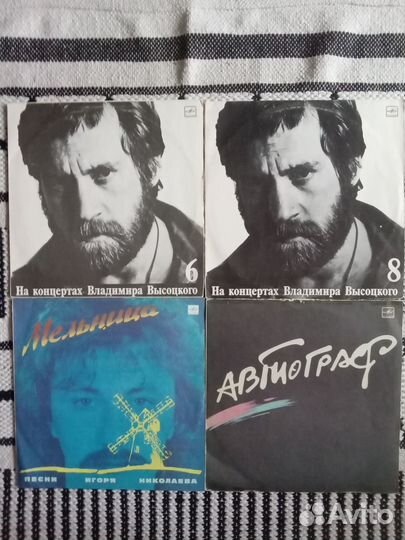 6
На концертах Владимира Высоцкого
8
На концертах Владимира Высоцкого
Мельница
ПЕСНИ ИГОРЯ НИКОЛАЕВА
АВТОГРАФ
Avito